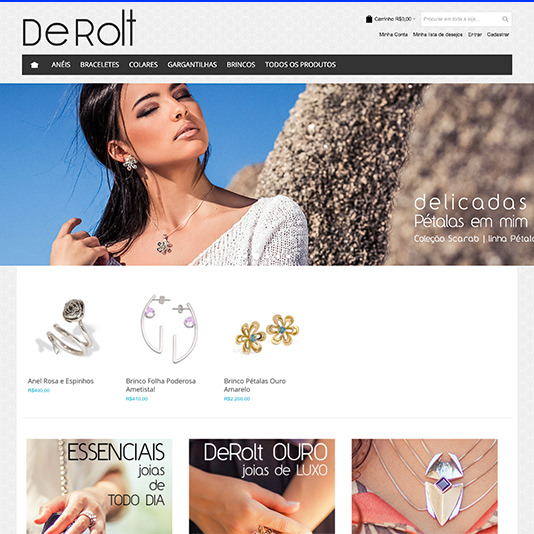 DeRolt
Carrinho R$0,00
Procurar em toda a loja...
Minha Conta Minha lista de desejos Entrar Cadastrar
ANÉIS BRACELETES COLARES GARGANTILHAS BRINCOS TODOS OS PRODUTOS
delicadas
Pétalas em mim
Coleção Scarab | linha Pétal
Anel Rosa e Espinhos
R$490,00
Brinco Folha Poderosa
Ametista!
R$410,00
Brinco Pétalas Ouro
Amarelo
R$2.200,00
ESSENCIAIS
joias
de
TODO DIA
DeRolt OURO
joias de LUXO